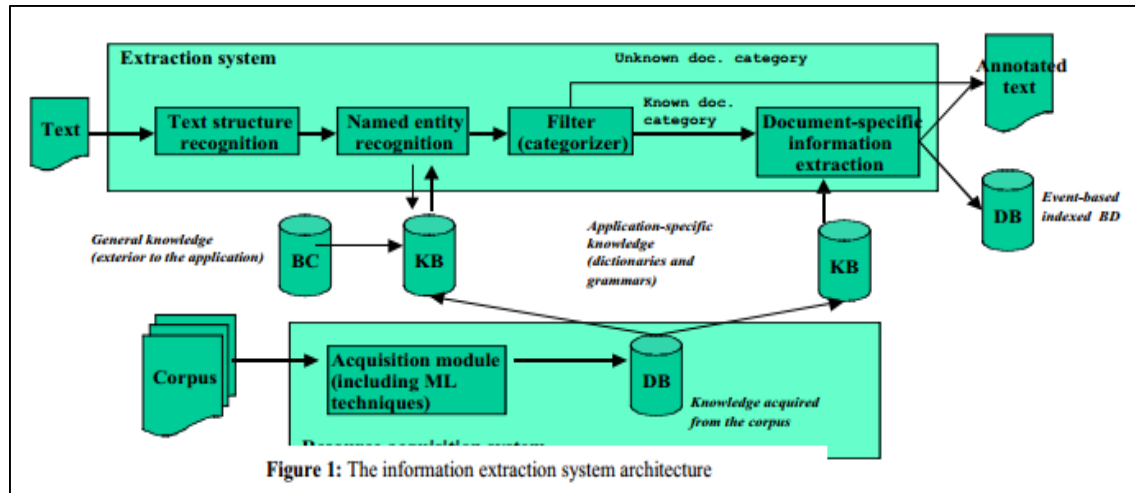 Extraction system
Unknown doc. category
Annotated
text
Text
Text structure
recognition
Named entity
recognition
Filter
(categorizer)
Known doc.
category
Document-specific
information
extraction
DB
Event-based
indexed BD
General knowledge
(exterior to the application)
BC
KB
Application-specific
knowledge
(dictionaries and
grammars)
KB
Corpus
Acquisition module
(including ML
techniques)
DB
Knowledge acquired
from the corpus
Figure 1: The information extraction system architecture